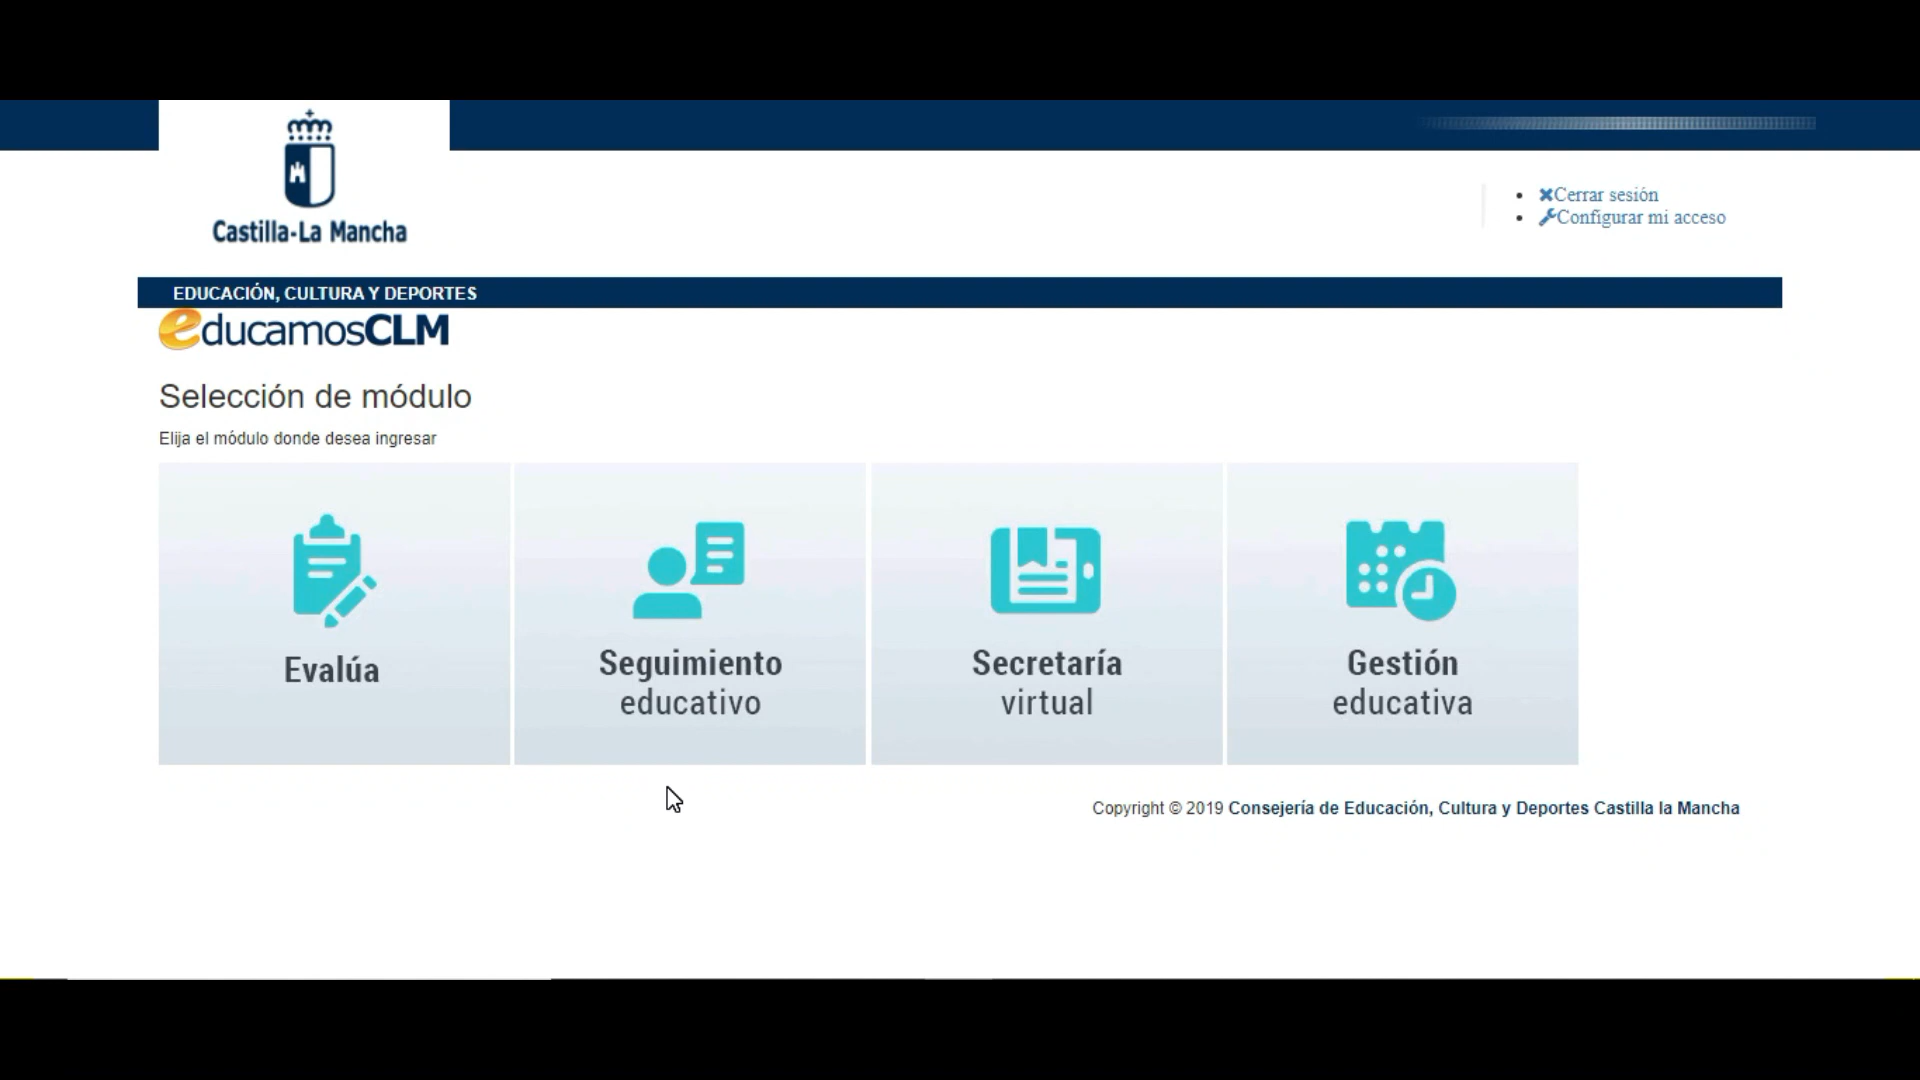 Castilla-La Mancha
Cerrar sesión
Configurar mi acceso
EDUCACIÓN, CULTURA Y DEPORTES
educamosCLM
Selección de módulo
Elija el módulo donde desea ingresar
Evalúa
Seguimiento
educativo
Secretaría
virtual
Gestión
educativa
Copyright © 2019 Consejería de Educación, Cultura y Deportes Castilla la Mancha